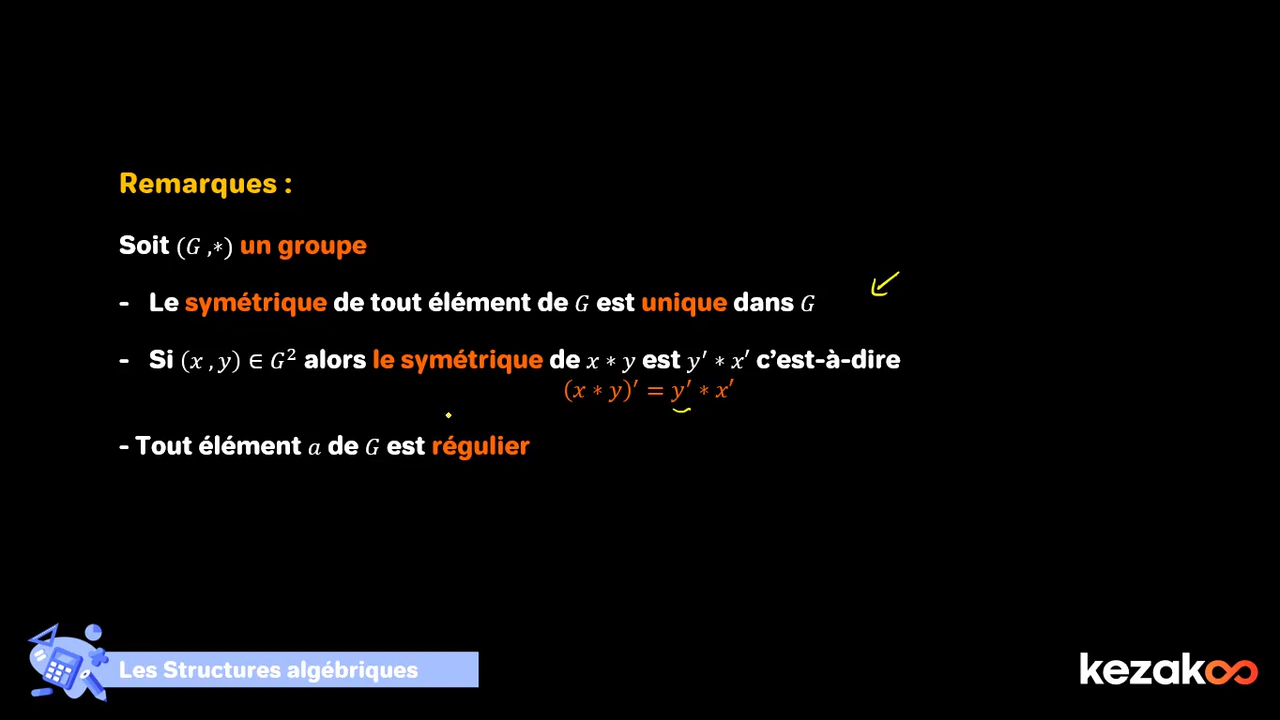 Remarques :
Soit (G ,*) un groupe
- Le symétrique de tout élément de G est unique dans G
- Si (x , y) ∈ G² alors le symétrique de x * y est y′ * x′ c’est-à-dire
(x * y)′ = y′ * x′
- Tout élément a de G est régulier
Les Structures algébriques
kezakoo